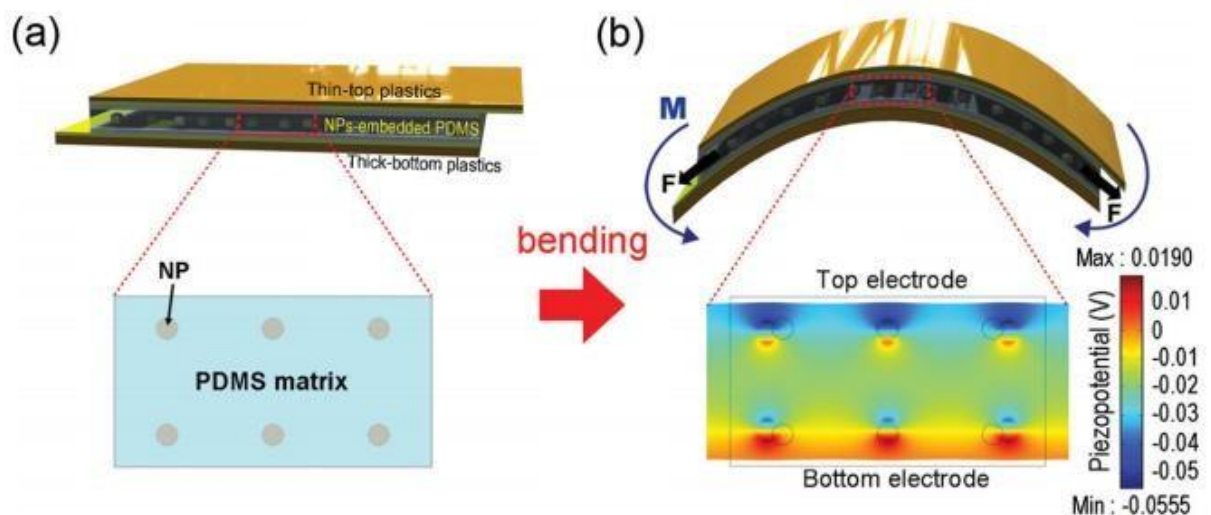 (a)
Thin-top plastics
NPs-embedded PDMS
Thick-bottom plastics
NP
PDMS matrix
bending
(b)
M
F
F
Top electrode
Bottom electrode
Max : 0.0190
Piezopotential (V)
0.01
0
-0.01
-0.02
-0.03
-0.04
-0.05
Min : -0.0555